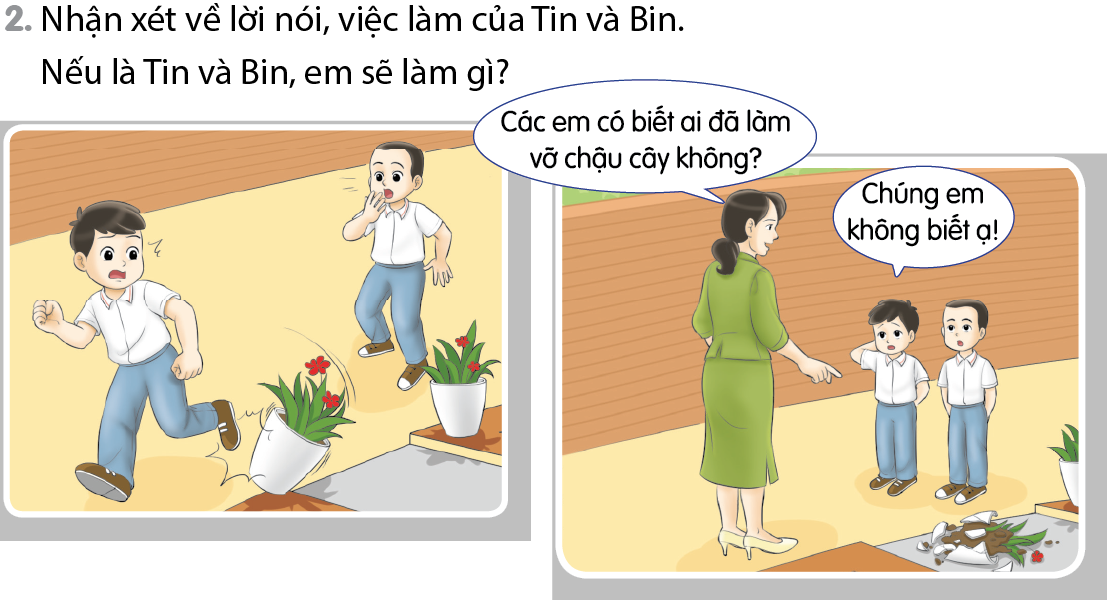 2. Nhận xét về lời nói, việc làm của Tin và Bin.
Nếu là Tin và Bin, em sẽ làm gì?
Các em có biết ai đã làm
vỡ chậu cây không?
Chúng em
không biết ạ!